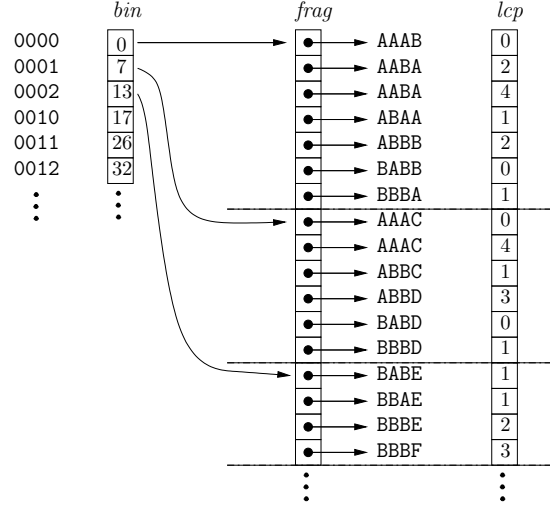 bin frag lcp
0000 0 AAAB 0
0001 7 AABA 2
0002 13 AABA 4
0010 17 ABAA 1
0011 26 ABBB 2
0012 32 BABB 0
BBBA 1
AAAC 0
AAAC 4
ABBC 1
ABBD 3
BABD 0
BBBD 1
BABE 1
BBAE 1
BBBE 2
BBBF 3